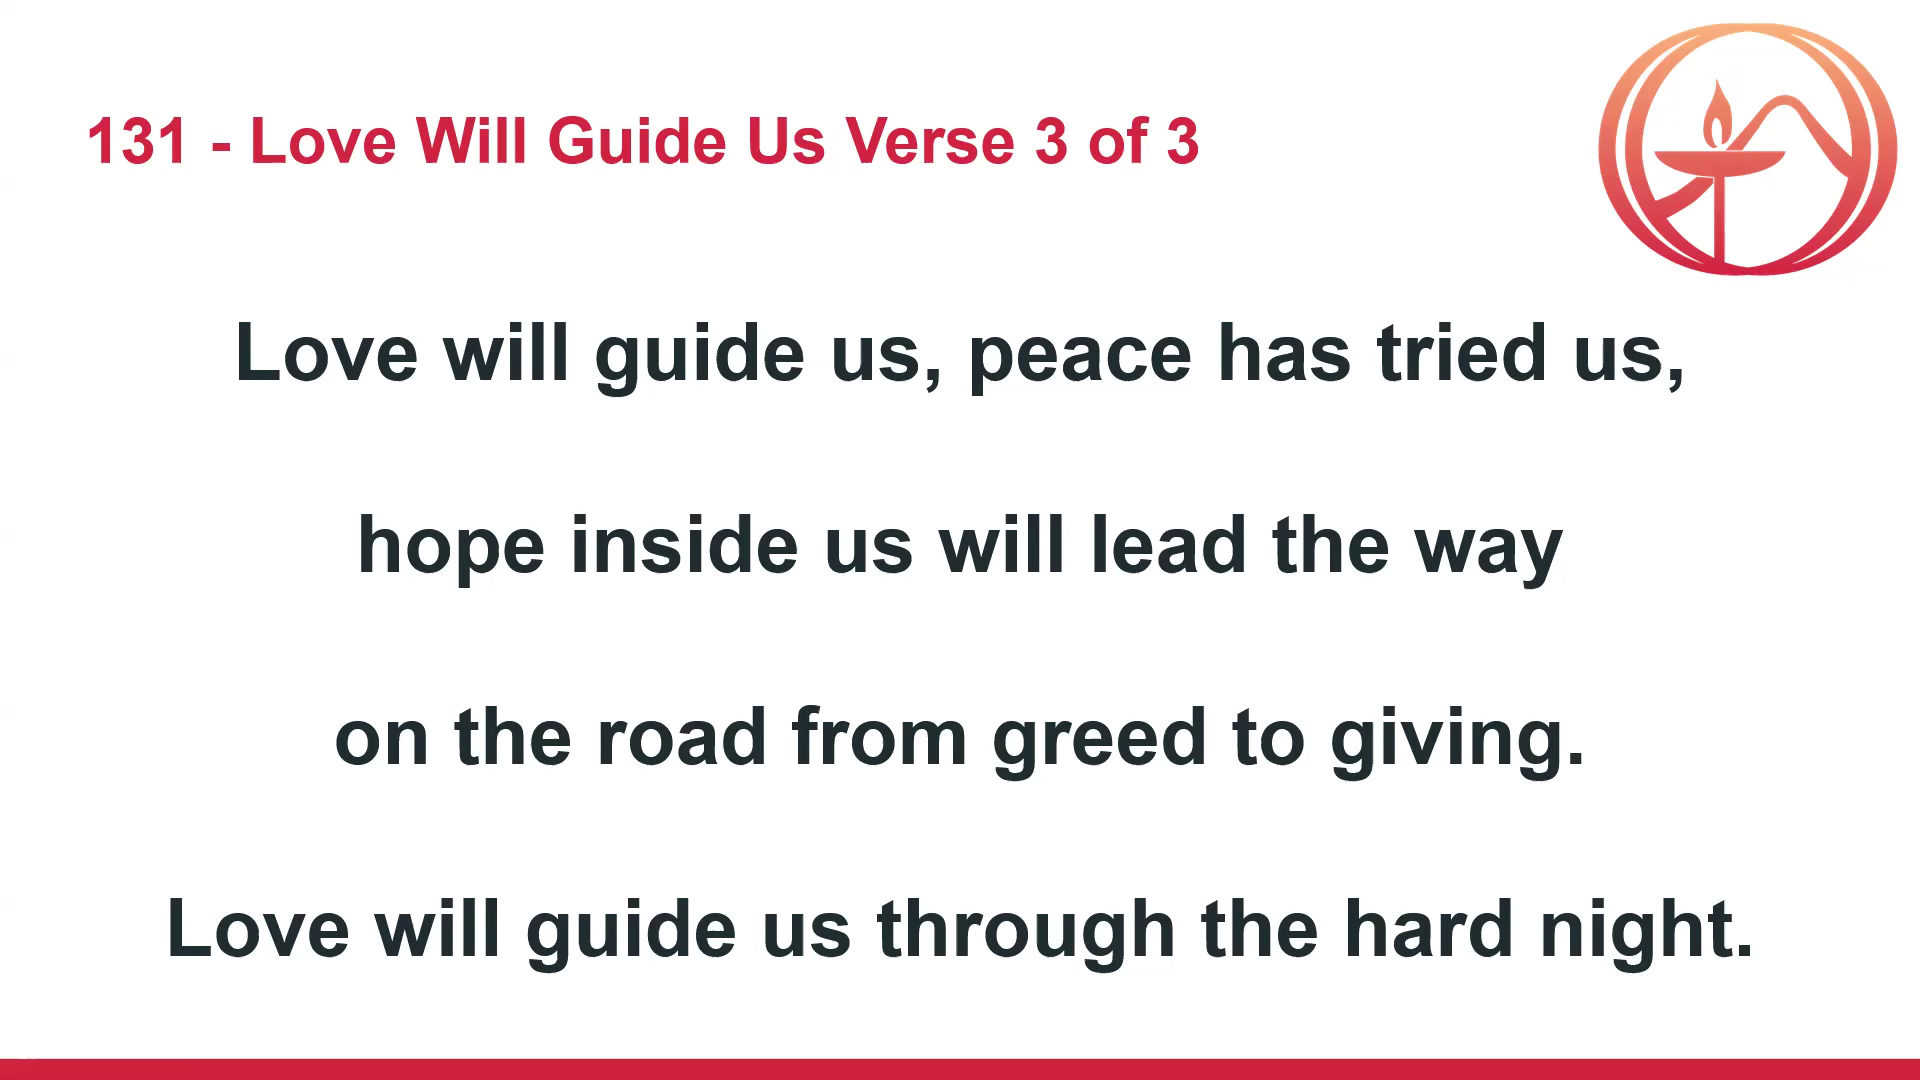 131 - Love Will Guide Us Verse 3 of 3
Love will guide us, peace has tried us,
hope inside us will lead the way
on the road from greed to giving.
Love will guide us through the hard night.